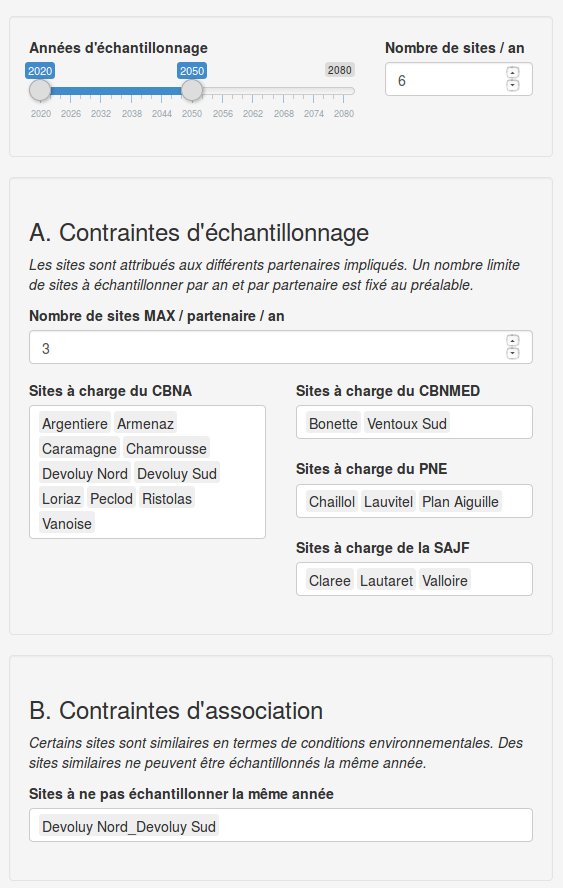 Années d'échantillonnage
Nombre de sites / an
2020 2050 2080
6
2020 2026 2032 2038 2044 2050 2056 2062 2068 2074 2080
A. Contraintes d'échantillonnage
Les sites sont attribués aux différents partenaires impliqués. Un nombre limite
de sites à échantillonner par an et par partenaire est fixé au préalable.
Nombre de sites MAX / partenaire / an
3
Sites à charge du CBNA
Argentiere Armenaz
Caramagne Chamrousse
Devoluy Nord Devoluy Sud
Loriaz Peclod Ristolas
Vanoise
Sites à charge du CBNMED
Bonette Ventoux Sud
Sites à charge du PNE
Chaillol Lauvitel Plan Aiguille
Sites à charge de la SAJF
Claree Lautaret Valloire
B. Contraintes d'association
Certains sites sont similaires en termes de conditions environnementales. Des
sites similaires ne peuvent être échantillonnés la même année.
Sites à ne pas échantillonner la même année
Devoluy Nord_Devoluy Sud